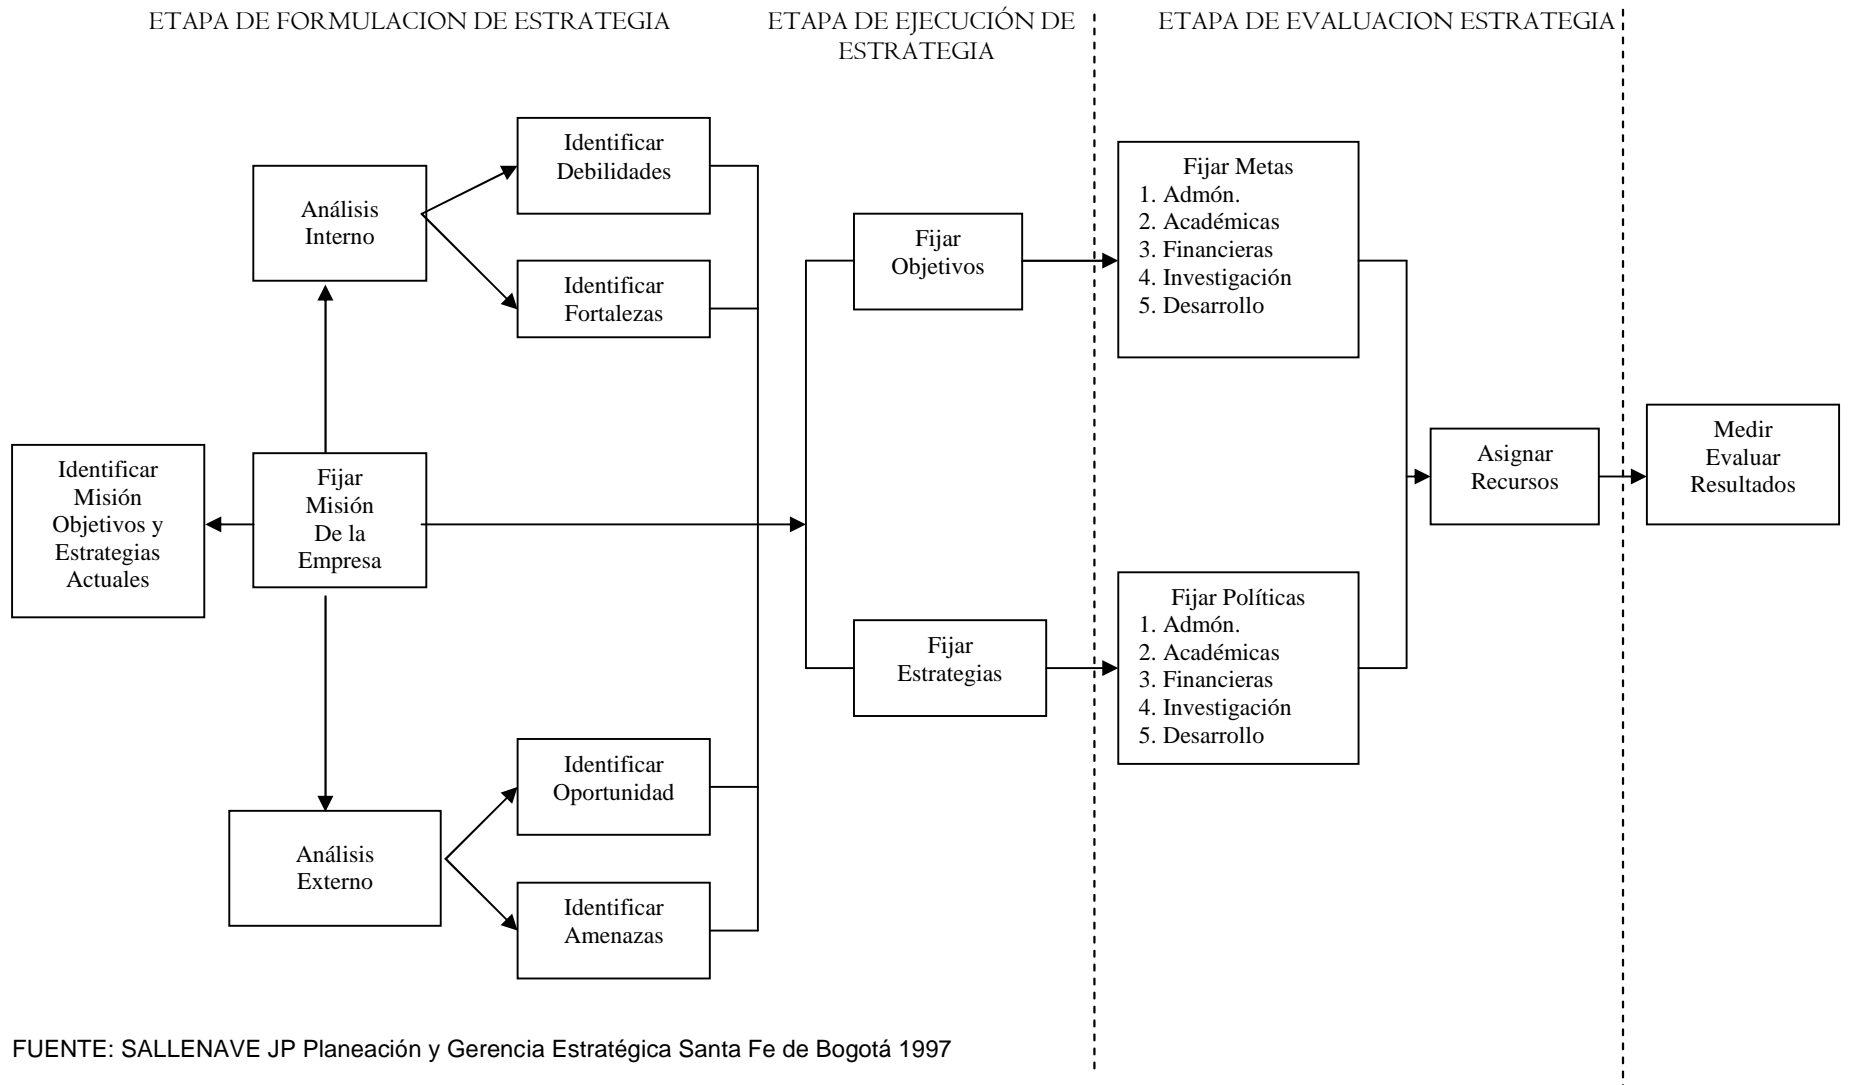 ETAPA DE FORMULACION DE ESTRATEGIA
ETAPA DE EJECUCIÓN DE
ESTRATEGIA
ETAPA DE EVALUACION ESTRATEGIA
Identificar
Misión
Objetivos y
Estrategias
Actuales
Fijar
Misión
De la
Empresa
Análisis
Interno
Análisis
Externo
Identificar
Debilidades
Identificar
Fortalezas
Identificar
Oportunidad
Identificar
Amenazas
Fijar
Objetivos
Fijar
Estrategias
Fijar Metas
1. Admón.
2. Académicas
3. Financieras
4. Investigación
5. Desarrollo
Fijar Políticas
1. Admón.
2. Académicas
3. Financieras
4. Investigación
5. Desarrollo
Asignar
Recursos
Medir
Evaluar
Resultados
FUENTE: SALLENAVE JP Planeación y Gerencia Estratégica Santa Fe de Bogotá 1997